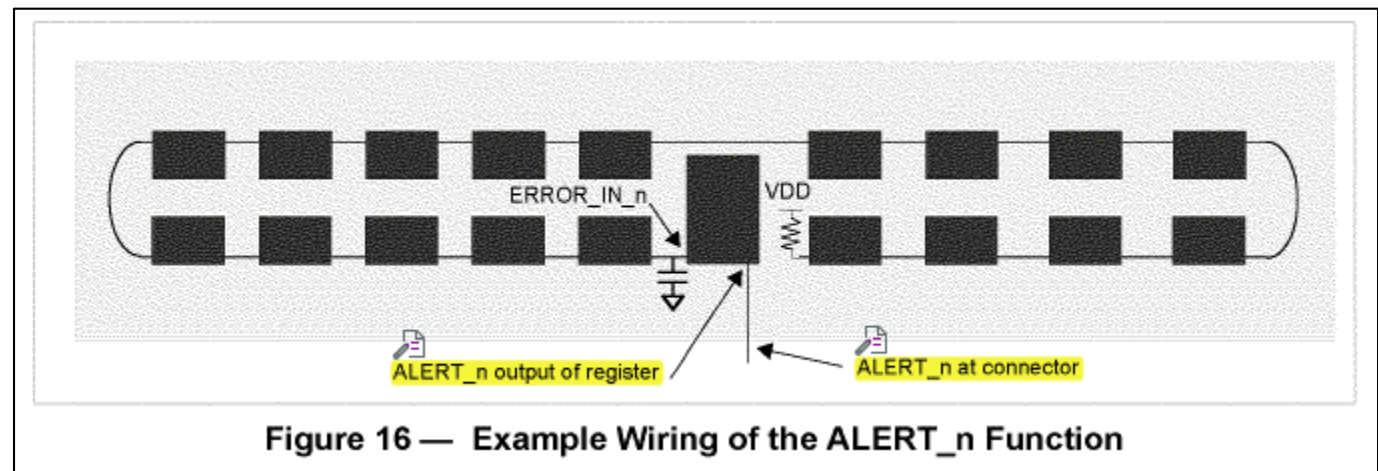 ERROR_IN_n
VDD
ALERT_n output of register
ALERT_n at connector
Figure 16 — Example Wiring of the ALERT_n Function